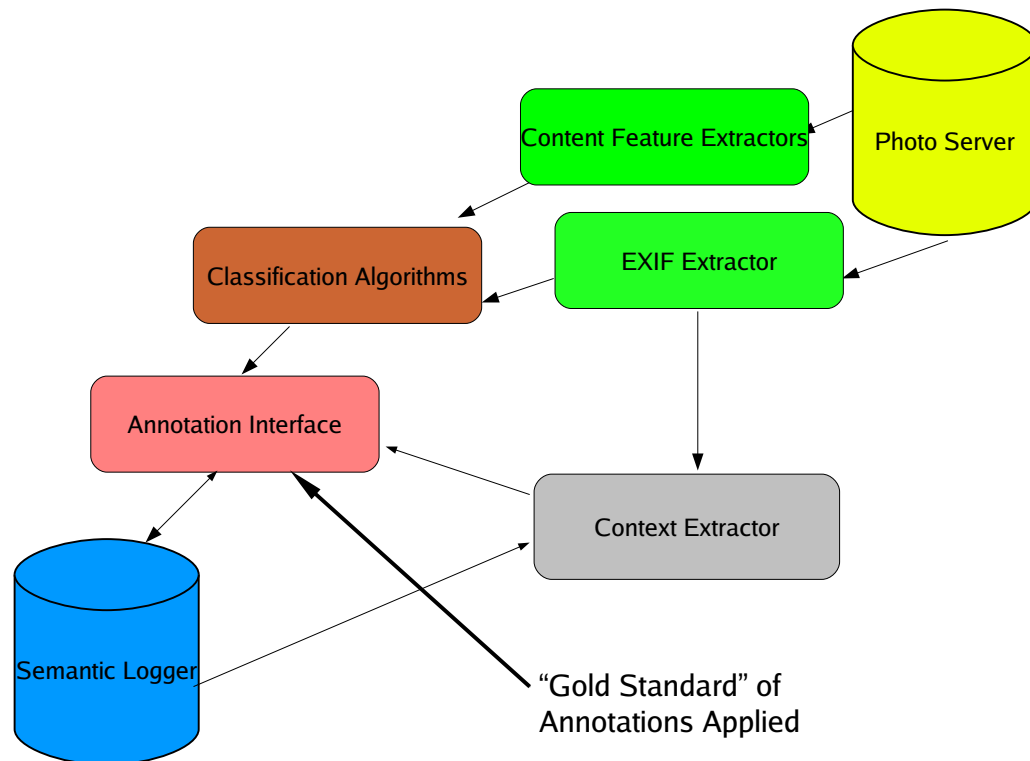 Content Feature Extractors
Photo Server
EXIF Extractor
Classification Algorithms
Annotation Interface
Context Extractor
Semantic Logger
“Gold Standard” of
Annotations Applied